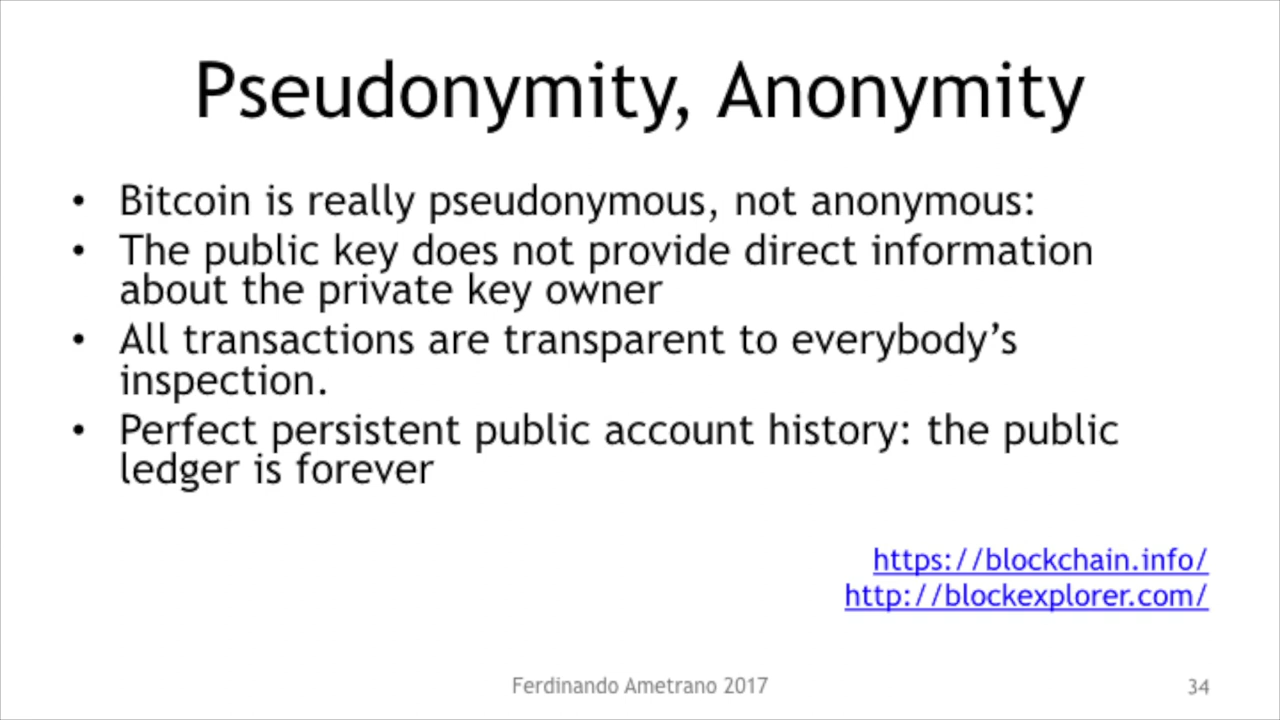 Pseudonymity, Anonymity
• Bitcoin is really pseudonymous, not anonymous:
• The public key does not provide direct information
about the private key owner
• All transactions are transparent to everybody’s
inspection.
• Perfect persistent public account history: the public
ledger is forever
https://blockchain.info/
http://blockexplorer.com/
Ferdinando Ametrano 2017
34